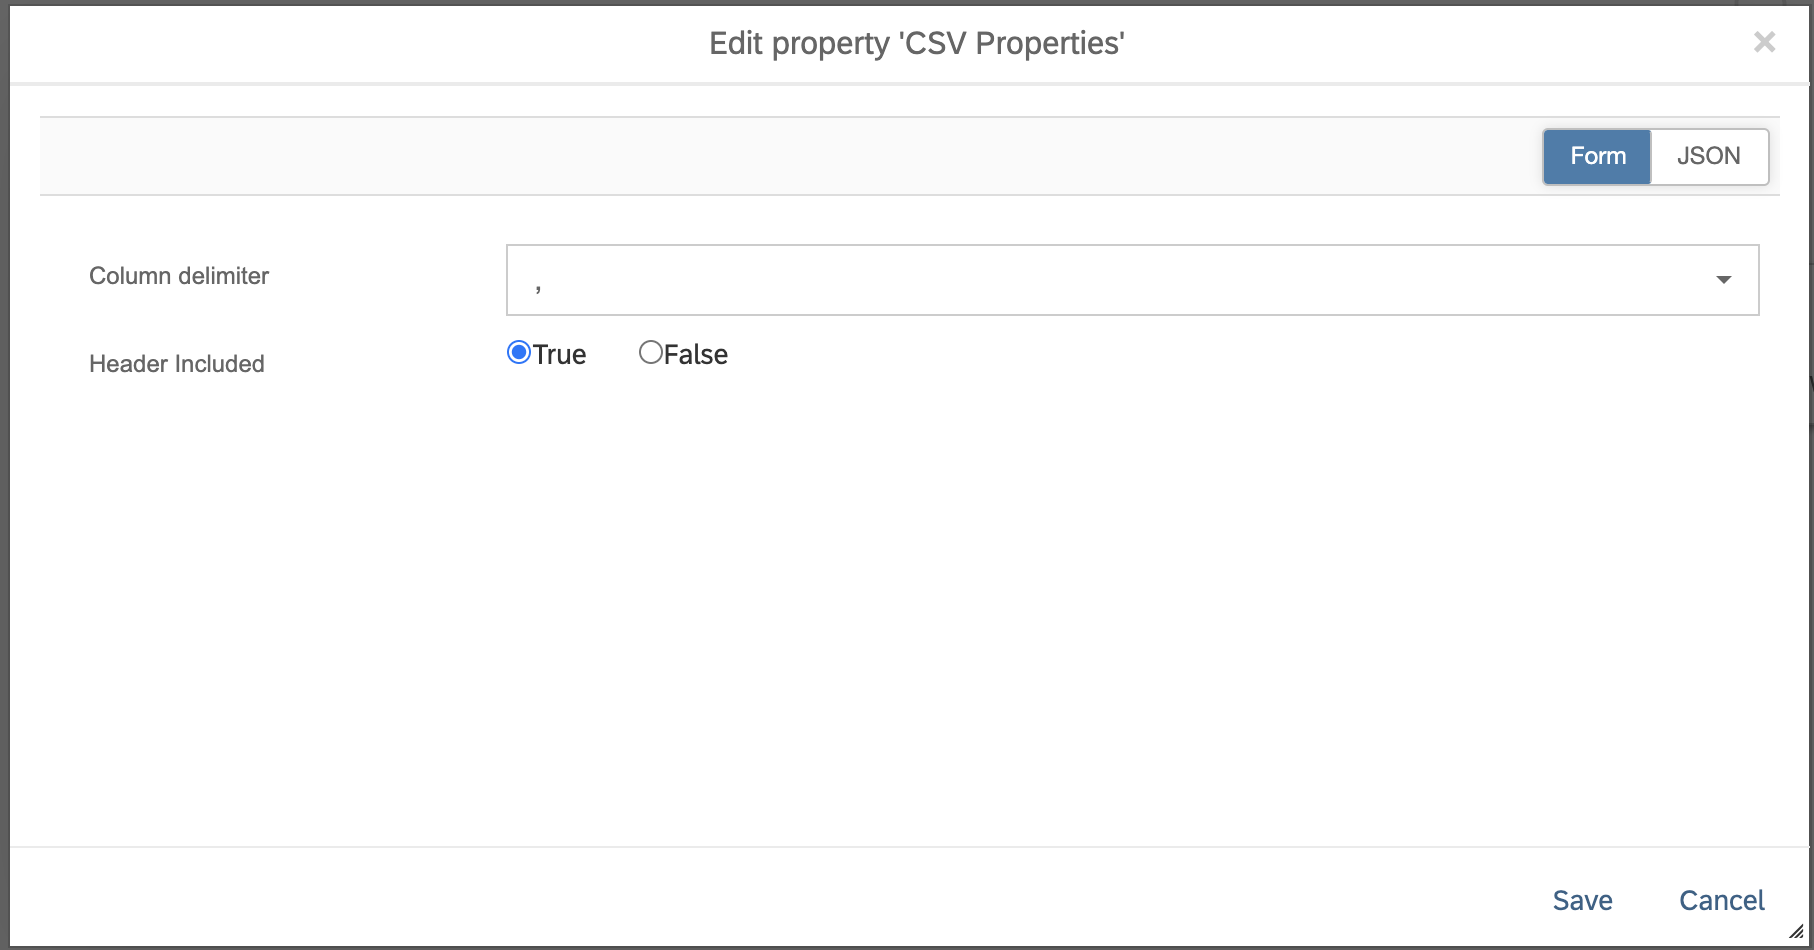 Edit property 'CSV Properties'
Form JSON
Column delimiter ,
Header Included True False
Save Cancel